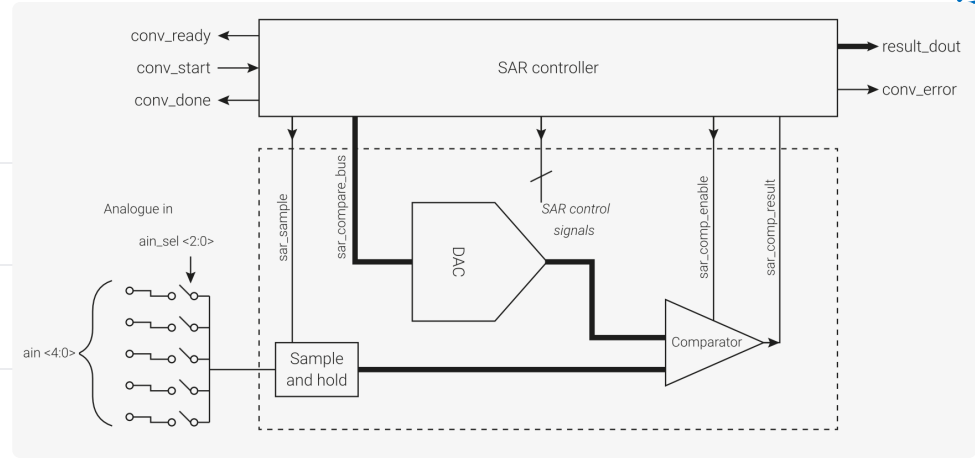 conv_ready
conv_start
conv_done
SAR controller
result_dout
conv_error
sar_sample
sar_compare_bus
SAR control
signals
sar_comp_enable
sar_comp_result
Analogue in
ain_sel <2:0>
DAC
ain <4:0>
Sample
and hold
Comparator